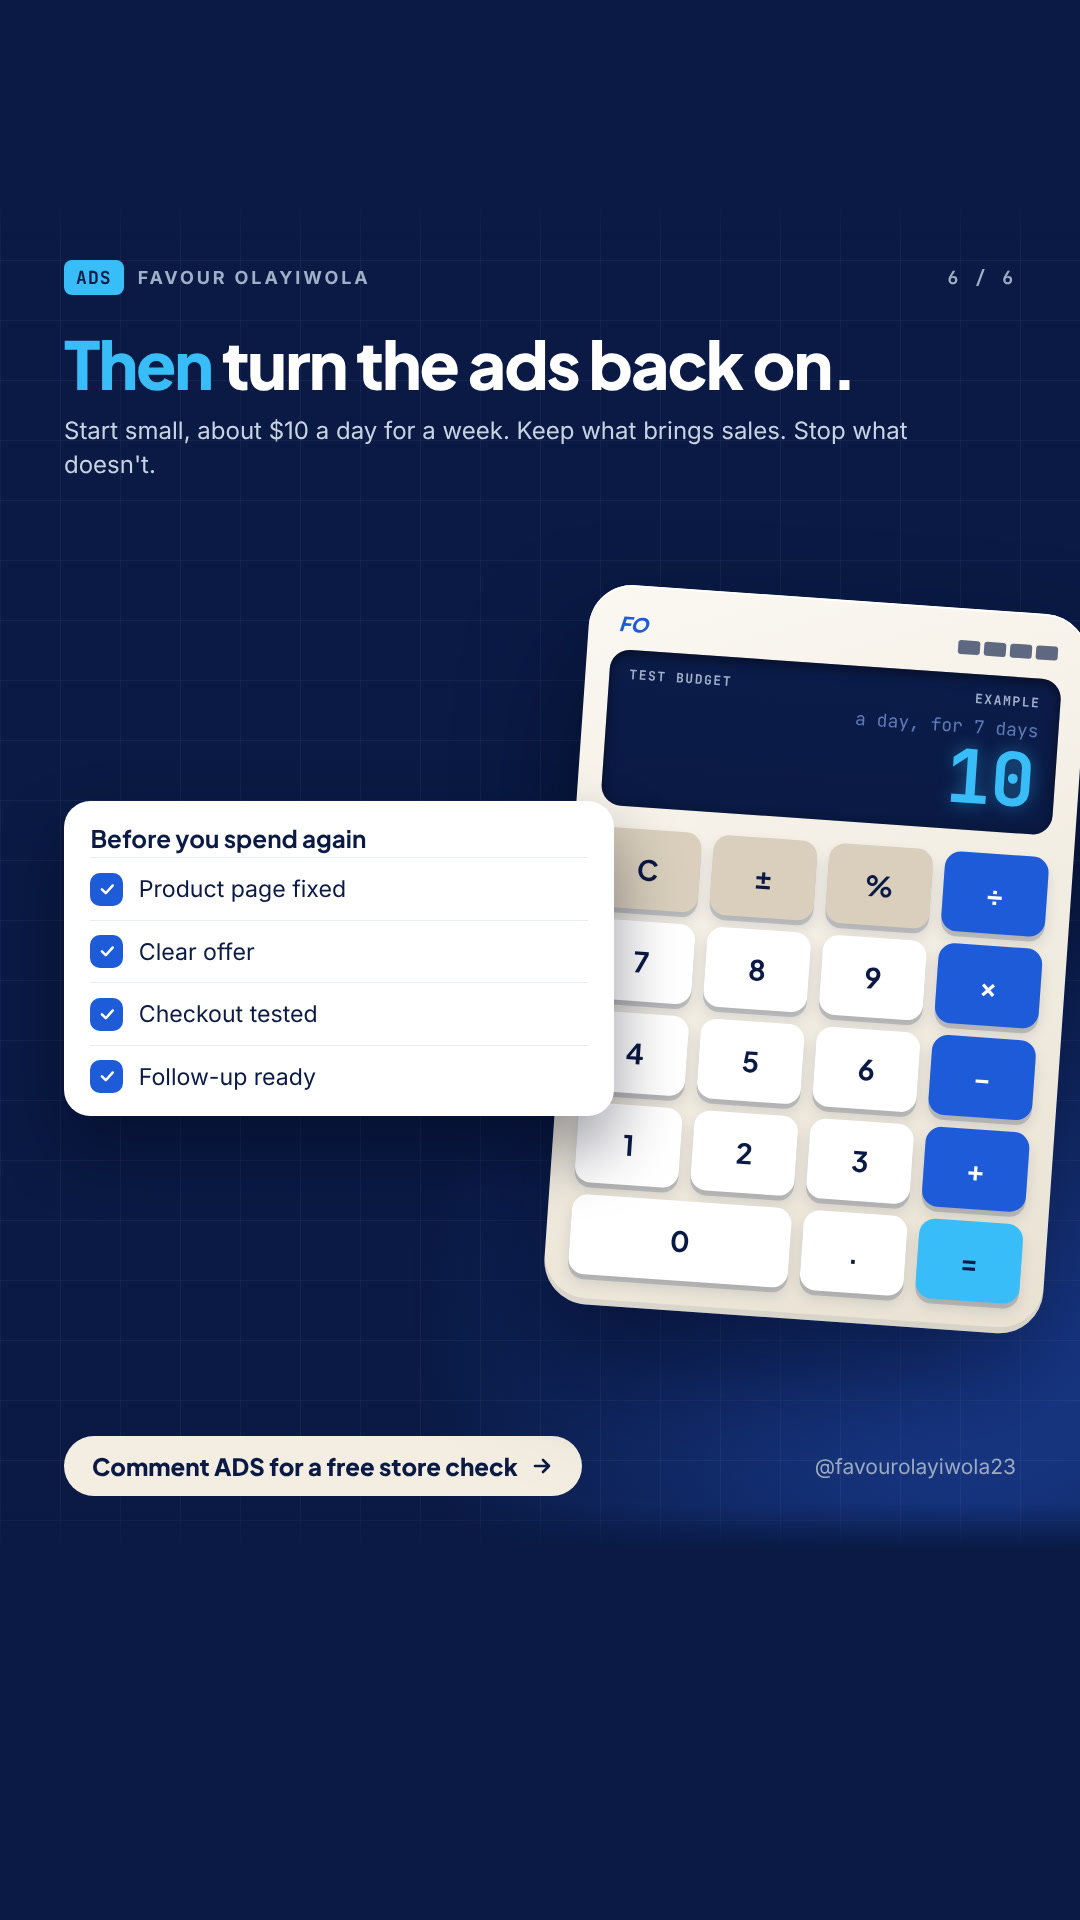 ADS FAVOUR OLAYIWOLA 6 / 6
Then turn the ads back on.
Start small, about $10 a day for a week. Keep what brings sales. Stop what
doesn't.
FO
TEST BUDGET EXAMPLE
a day, for 7 days
10
Before you spend again
Product page fixed
Clear offer
Checkout tested
Follow-up ready
C ± % ÷
7 8 9 ×
4 5 6 −
1 2 3 +
0 . =
Comment ADS for a free store check →
@favourolayiwola23